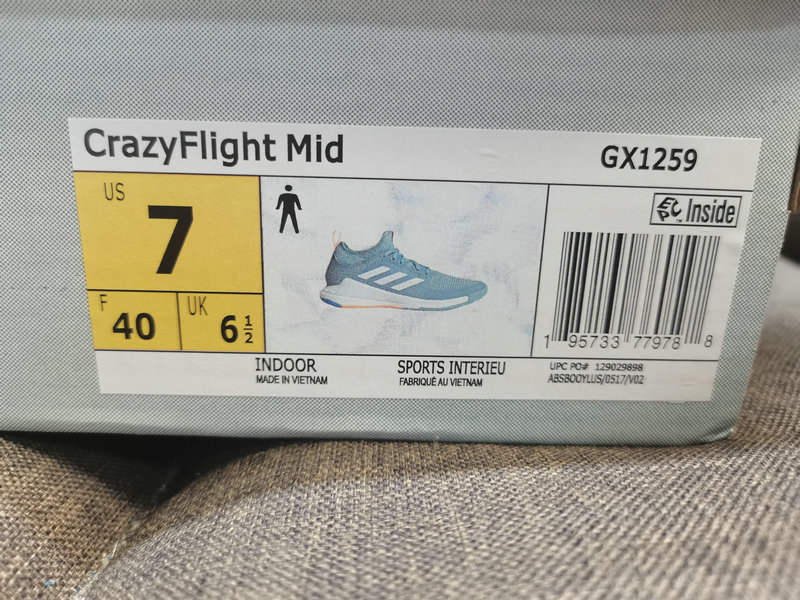 CrazyFlight Mid
GX1259
US
7
F
40
UK
6 1/2
EPC™ Inside
1 95733 77978 8
INDOOR
MADE IN VIETNAM
SPORTS INTERIEU
FABRIQUÉ AU VIETNAM
UPC PO# 129029898
ABSBOOYLUS/0517/V02